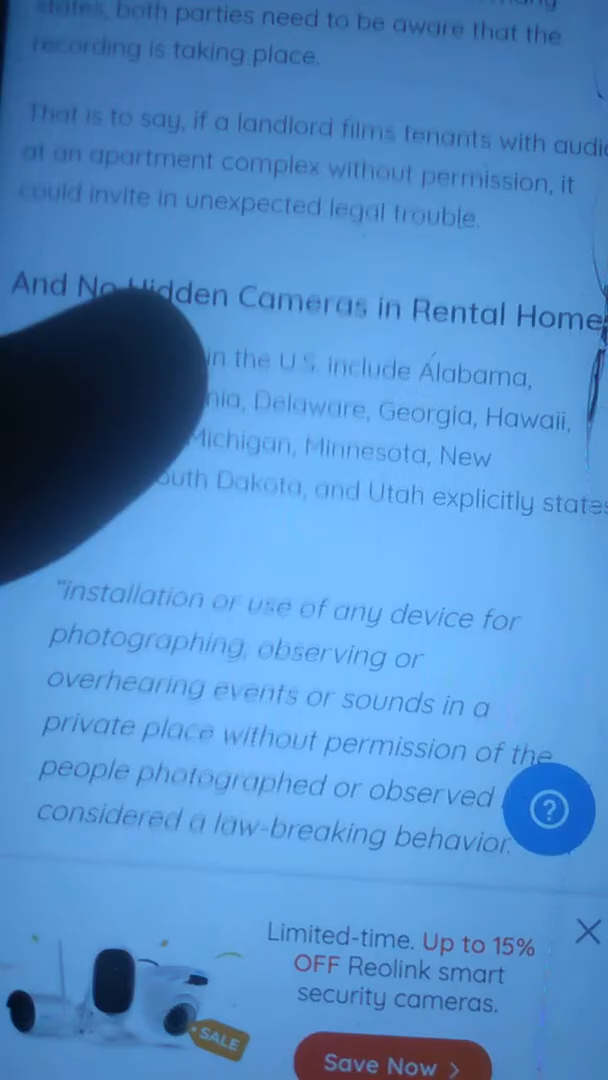 states, both parties need to be aware that the
recording is taking place.
That is to say, if a landlord films tenants with audio
at an apartment complex without permission, it
could invite in unexpected legal trouble.
And No Hidden Cameras in Rental Home
in the U.S. include Alabama,
nia, Delaware, Georgia, Hawaii,
Michigan, Minnesota, New
outh Dakota, and Utah explicitly states
"installation or use of any device for
photographing, observing or
overhearing events or sounds in a
private place without permission of the
people photographed or observed
considered a law-breaking behavior.
Limited-time. Up to 15%
OFF Reolink smart
security cameras.
SALE
Save Now >